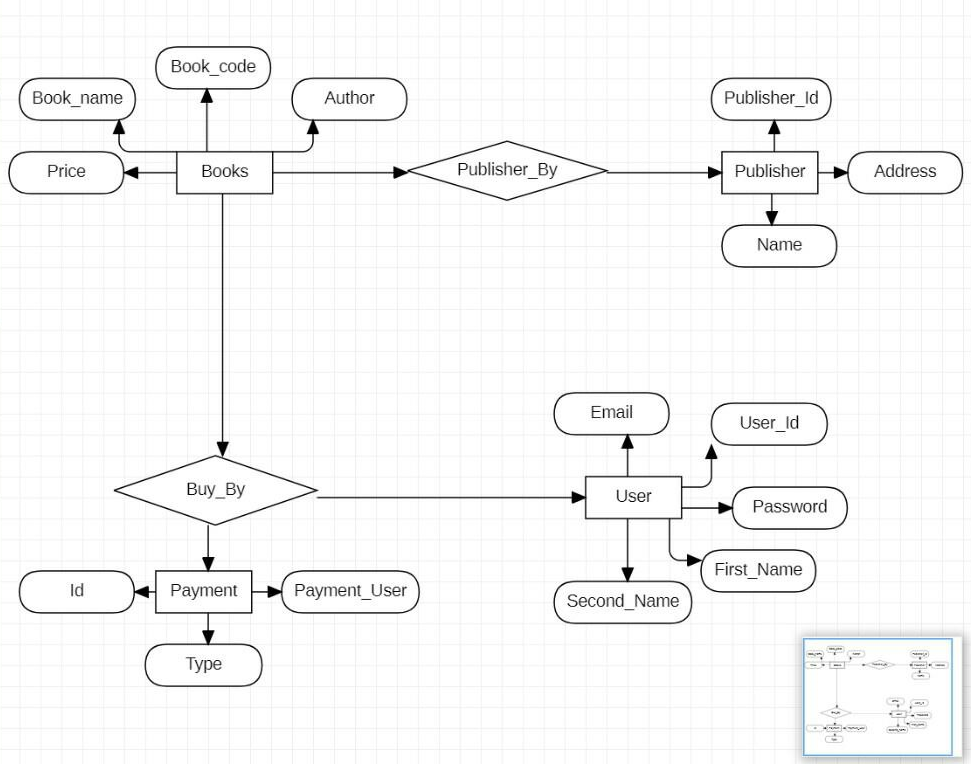 Book_code
Book_name
Author
Publisher_Id
Price
Books
Publisher_By
Publisher
Address
Name
Email
User_Id
Buy_By
User
Password
First_Name
Id
Payment
Payment_User
Second_Name
Type